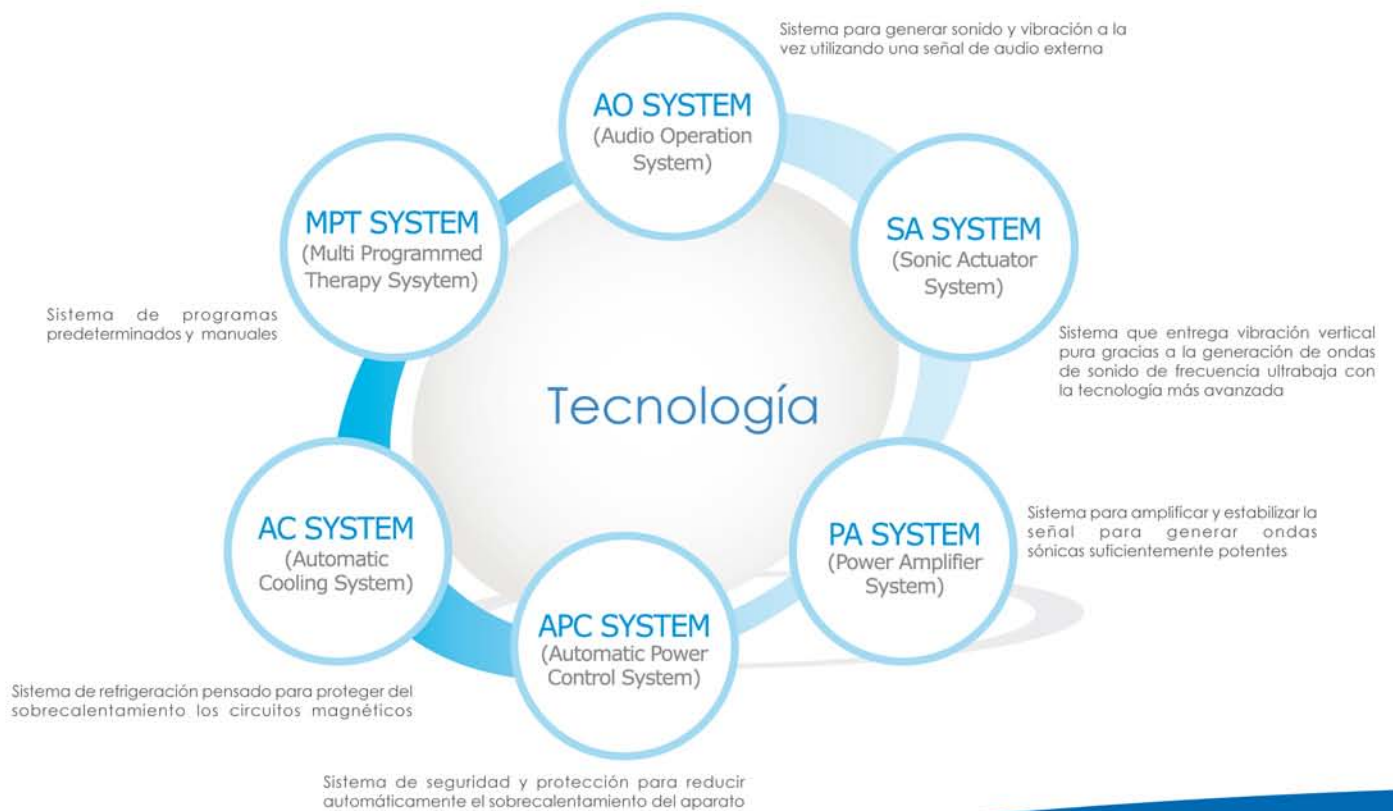 Sistema para generar sonido y vibración a la
vez utilizando una señal de audio externa
AO SYSTEM
(Audio Operation
System)
MPT SYSTEM
(Multi Programmed
Therapy Sysytem)
SA SYSTEM
(Sonic Actuator
System)
Sistema de programas
predeterminados y manuales
Sistema que entrega vibración vertical
pura gracias a la generación de ondas
de sonido de frecuencia ultrabaja con
la tecnología más avanzada
Tecnología
AC SYSTEM
(Automatic
Cooling System)
PA SYSTEM
(Power Amplifier
System)
Sistema para amplificar y estabilizar la
señal para generar ondas
sónicas suficientemente potentes
APC SYSTEM
(Automatic Power
Control System)
Sistema de refrigeración pensado para proteger del
sobrecalentamiento los circuitos magnéticos
Sistema de seguridad y protección para reducir
automáticamente el sobrecalentamiento del aparato